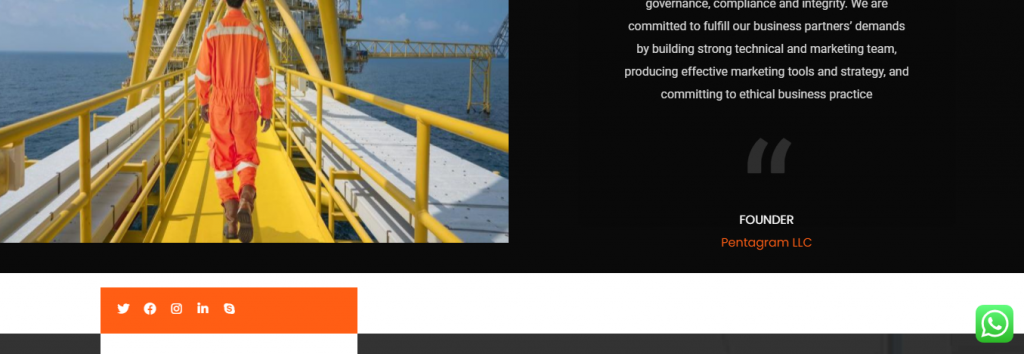 governance, compliance and integrity. We are
committed to fulfill our business partners’ demands
by building strong technical and marketing team,
producing effective marketing tools and strategy, and
committing to ethical business practice
“
FOUNDER
Pentagram LLC